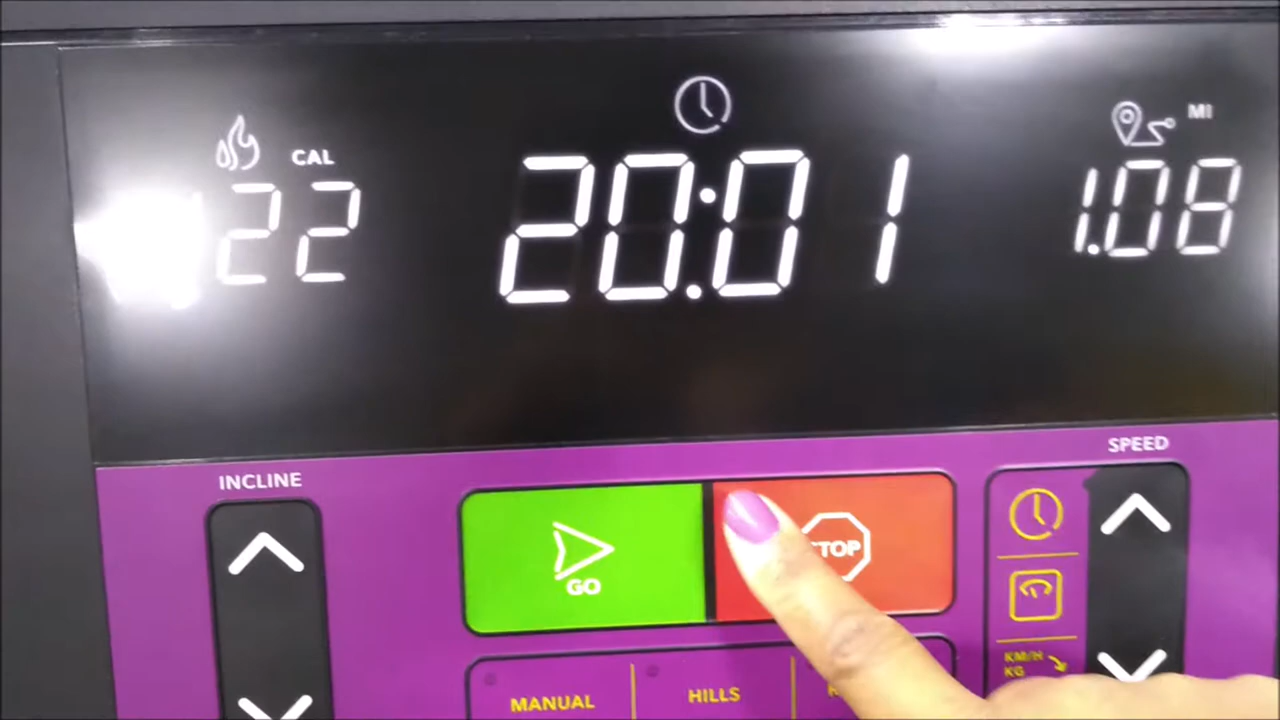 CAL
22
20:01
MI
1.08
INCLINE
SPEED
GO
STOP
MANUAL
HILLS
KM/H
KG